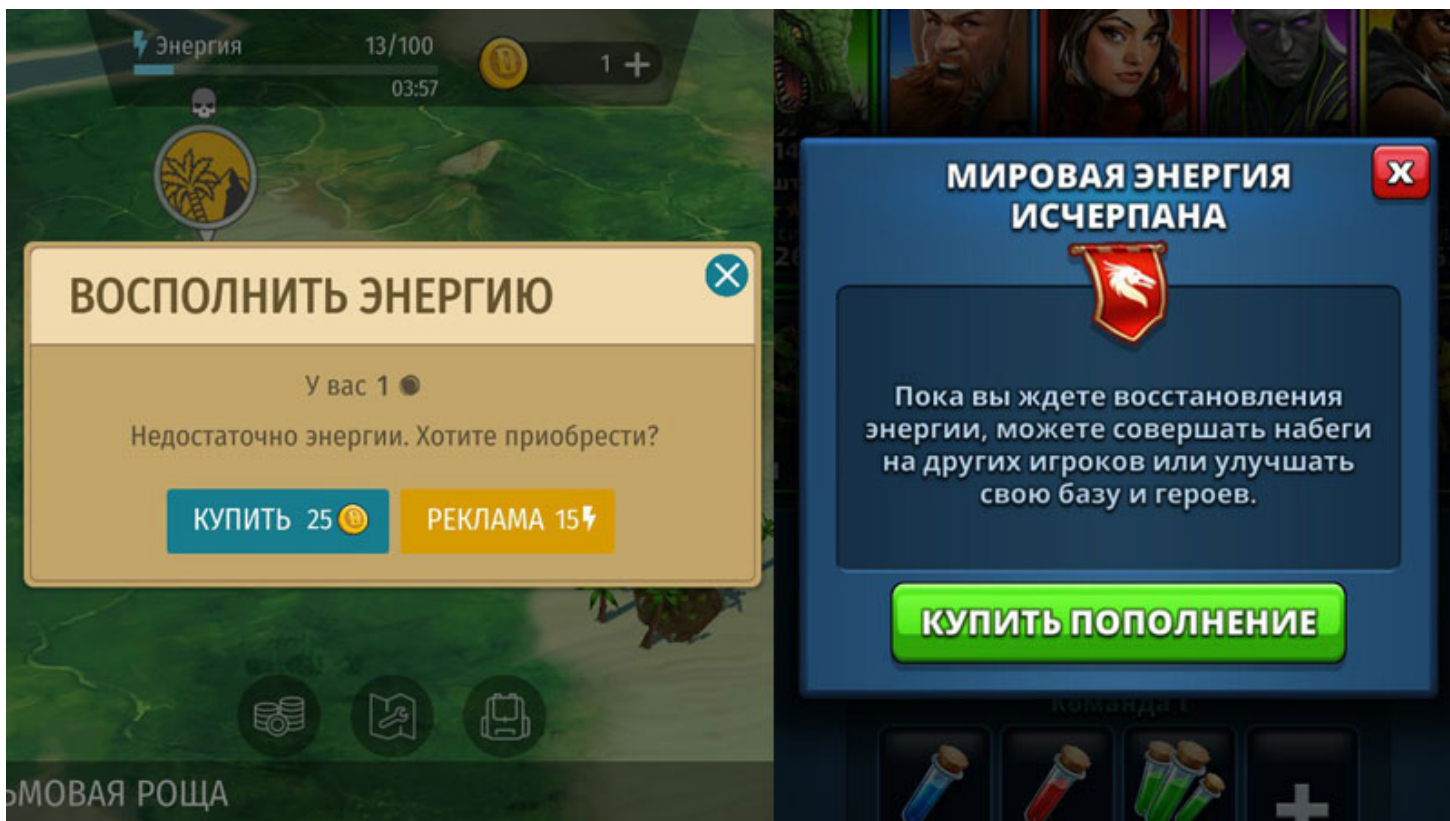 Энергия 13/100
03:57
1 +
ВОСПОЛНИТЬ ЭНЕРГИЮ
У вас 1
Недостаточно энергии. Хотите приобрести?
КУПИТЬ 25
РЕКЛАМА 15
ЬМОВАЯ РОЩА
МИРОВАЯ ЭНЕРГИЯ
ИСЧЕРПАНА
Пока вы ждете восстановления
энергии, можете совершать набеги
на других игроков или улучшать
свою базу и героев.
КУПИТЬ ПОПОЛНЕНИЕ
Команда 1